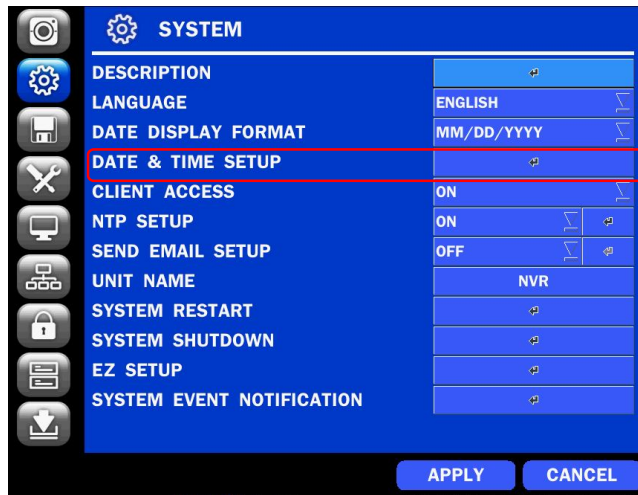 SYSTEM
DESCRIPTION
LANGUAGE ENGLISH
DATE DISPLAY FORMAT MM/DD/YYYY
DATE & TIME SETUP
CLIENT ACCESS ON
NTP SETUP ON
SEND EMAIL SETUP OFF
UNIT NAME NVR
SYSTEM RESTART
SYSTEM SHUTDOWN
EZ SETUP
SYSTEM EVENT NOTIFICATION
APPLY CANCEL